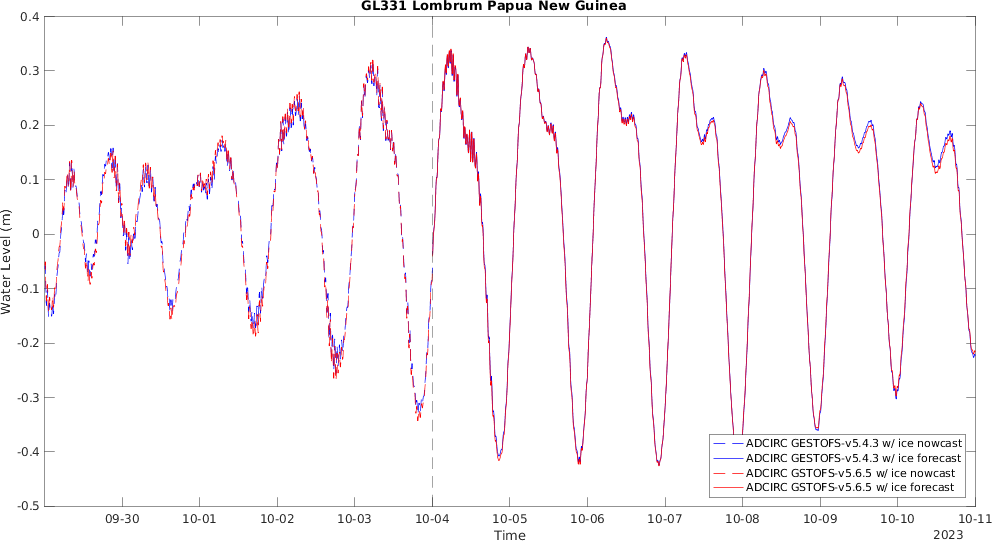 GL331 Lombrum Papua New Guinea
0.4
0.3
0.2
0.1
0
-0.1
-0.2
-0.3
-0.4
-0.5
Water Level (m)
ADCIRC GESTOFS-v5.4.3 w/ ice nowcast
ADCIRC GESTOFS-v5.4.3 w/ ice forecast
ADCIRC GSTOFS-v5.6.5 w/ ice nowcast
ADCIRC GSTOFS-v5.6.5 w/ ice forecast
09-30 10-01 10-02 10-03 10-04 10-05 10-06 10-07 10-08 10-09 10-10 10-11
Time
2023